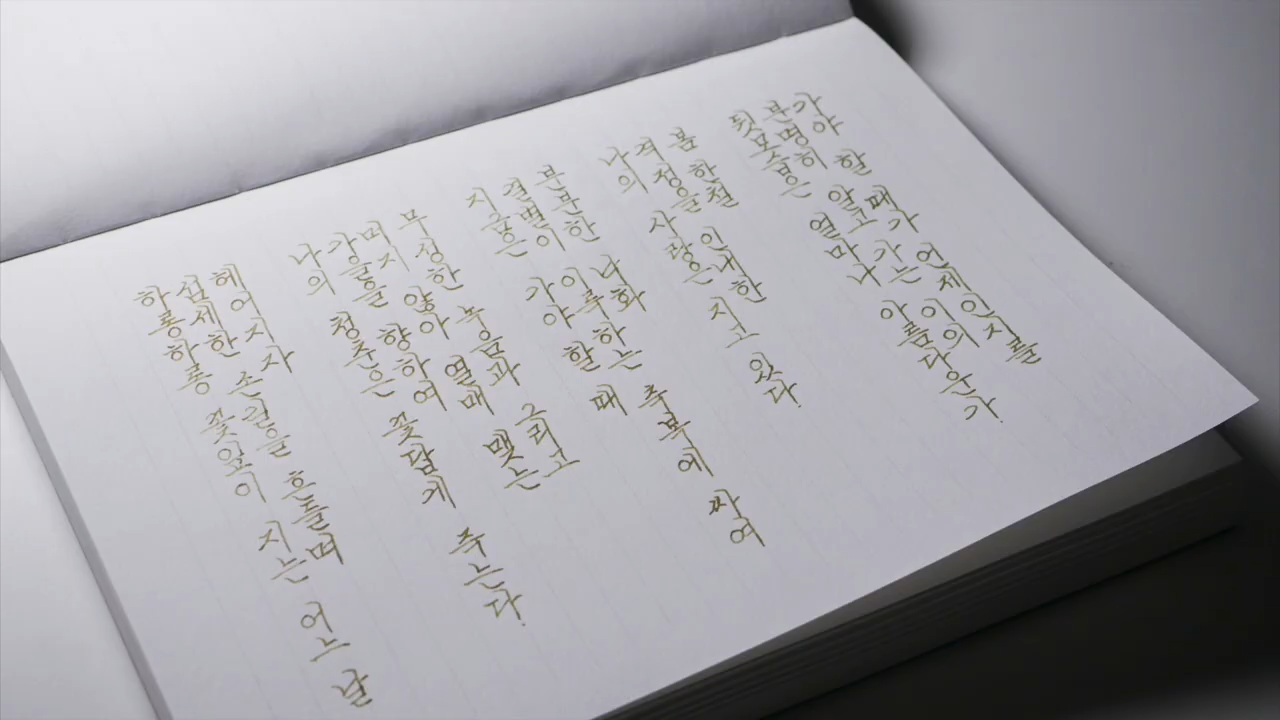 가야 할 때가 언제인지를
분명히 알고 가는 이의
뒷모습은 얼마나 아름다운가.
봄 한철
격정을 인내한
나의 사랑은 지고 있다.
분분한 낙화
결별이 이룩하는 축복에 싸여
지금은 가야 할 때
무성한 녹음과 그리고
머지 않아 열매 맺는
가을을 향하여
나의 청춘은 꽃답게 죽는다.
헤어지자
섬세한 손길을 흔들며
하롱하롱 꽃잎이 지는 어느 날